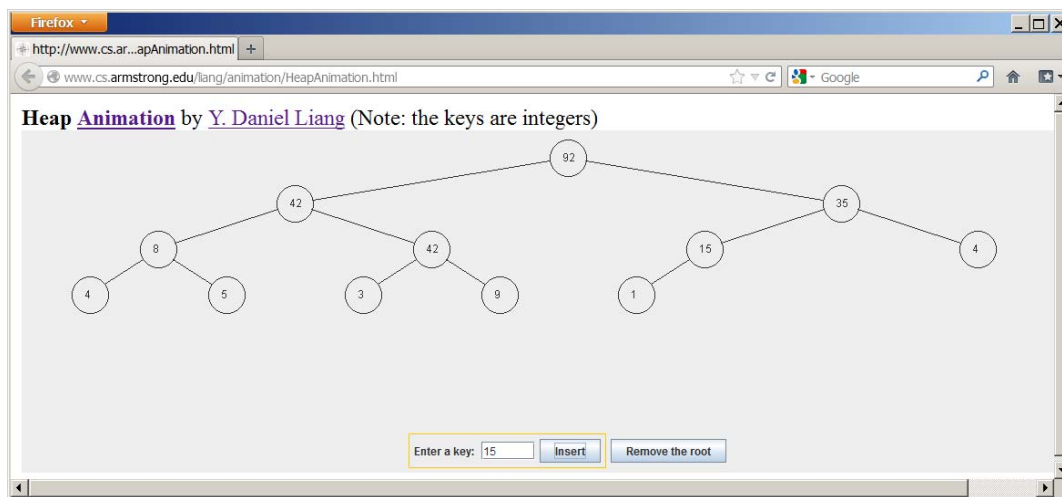 Firefox
http://www.cs.ar...apAnimation.html +
www.cs.armstrong.edu/liang/animation/HeapAnimation.html Google
Heap Animation by Y. Daniel Liang (Note: the keys are integers)
92
42 35
8 42 15 4
4 5 3 9 1
Enter a key: 15 Insert Remove the root